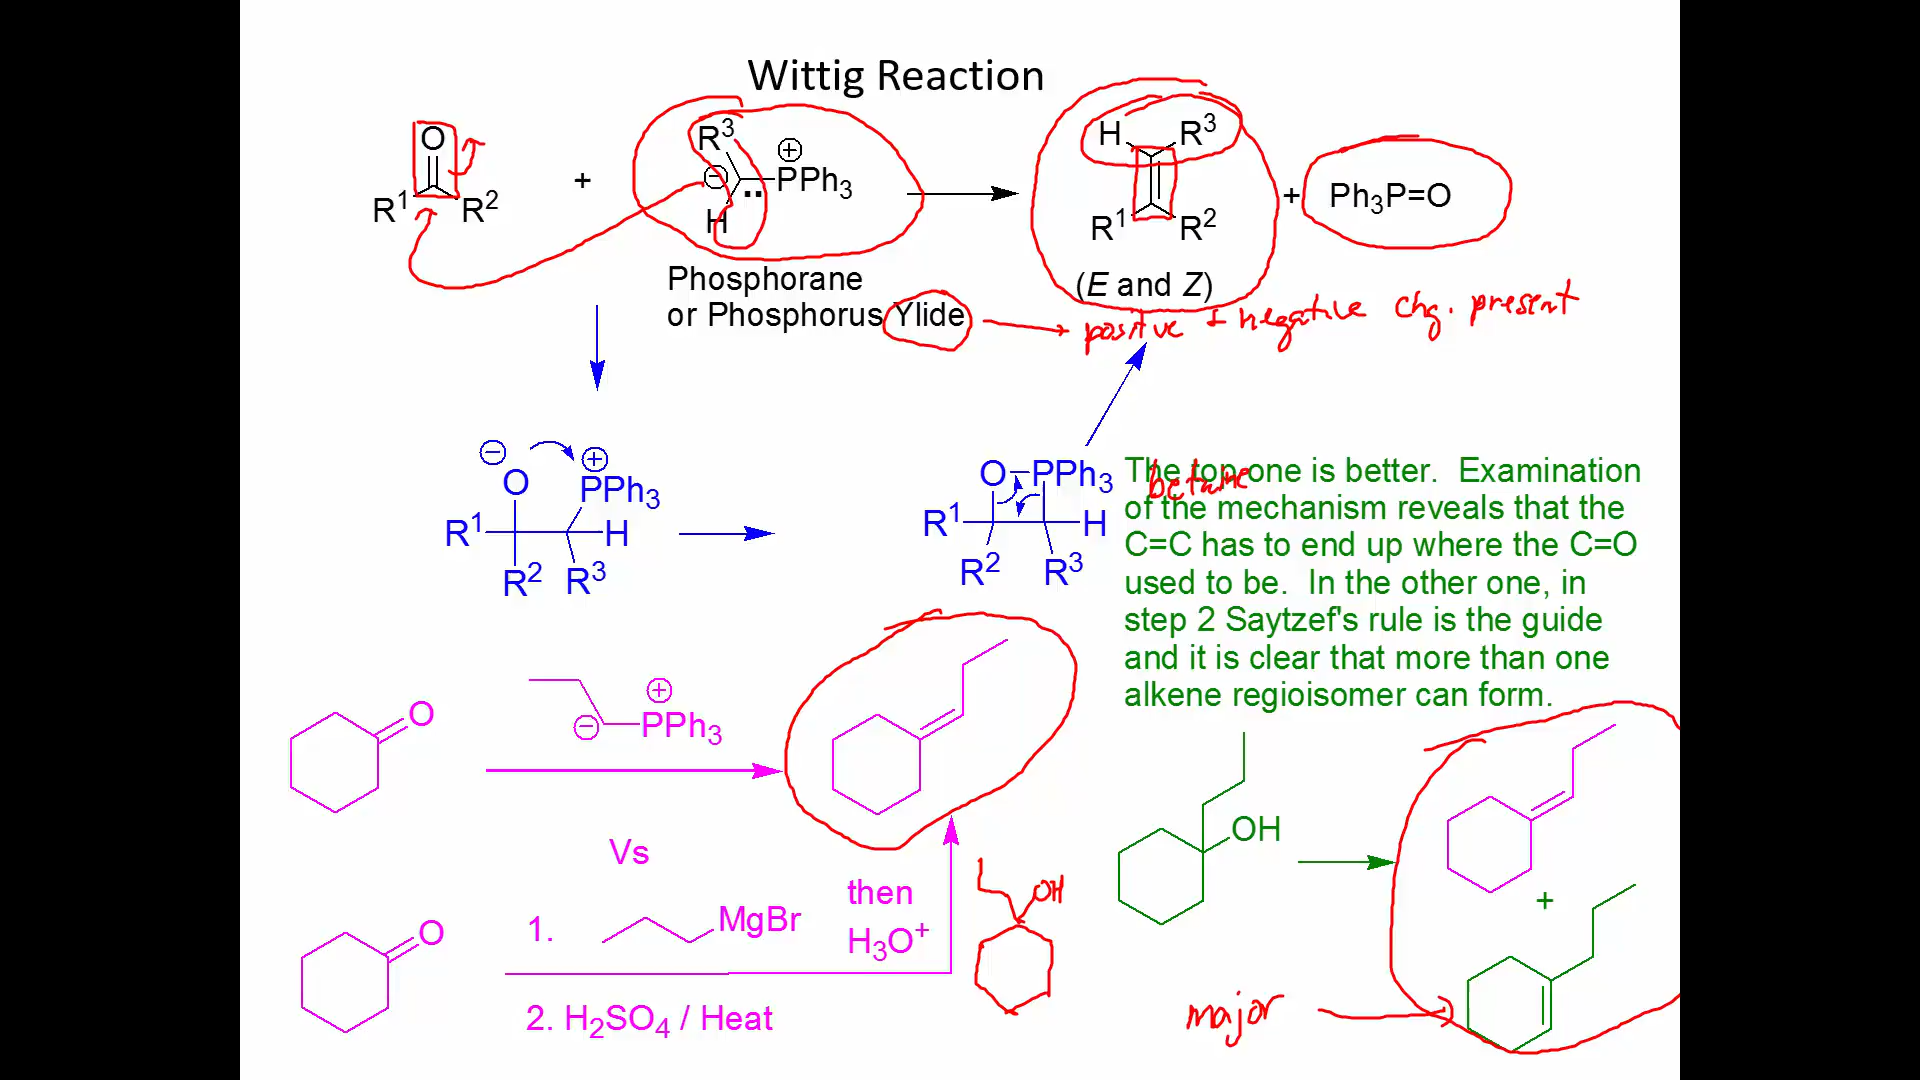 Wittig Reaction
O
R1 R2
+
R3
H
⊖
⊕
PPh3
H R3
R1 R2
+
Ph3P=O
Phosphorane
or Phosphorus Ylide
(E and Z)
positive + negative chg. present
⊖
O
⊕
PPh3
R1
H
R2 R3
O-PPh3
R1
H
R2 R3
betaine
The top one is better. Examination
of the mechanism reveals that the
C=C has to end up where the C=O
used to be. In the other one, in
step 2 Saytzef's rule is the guide
and it is clear that more than one
alkene regioisomer can form.
O
⊖
⊕
PPh3
Vs
O
1.
MgBr
then
H3O+
2. H2SO4 / Heat
OH
OH
+
major